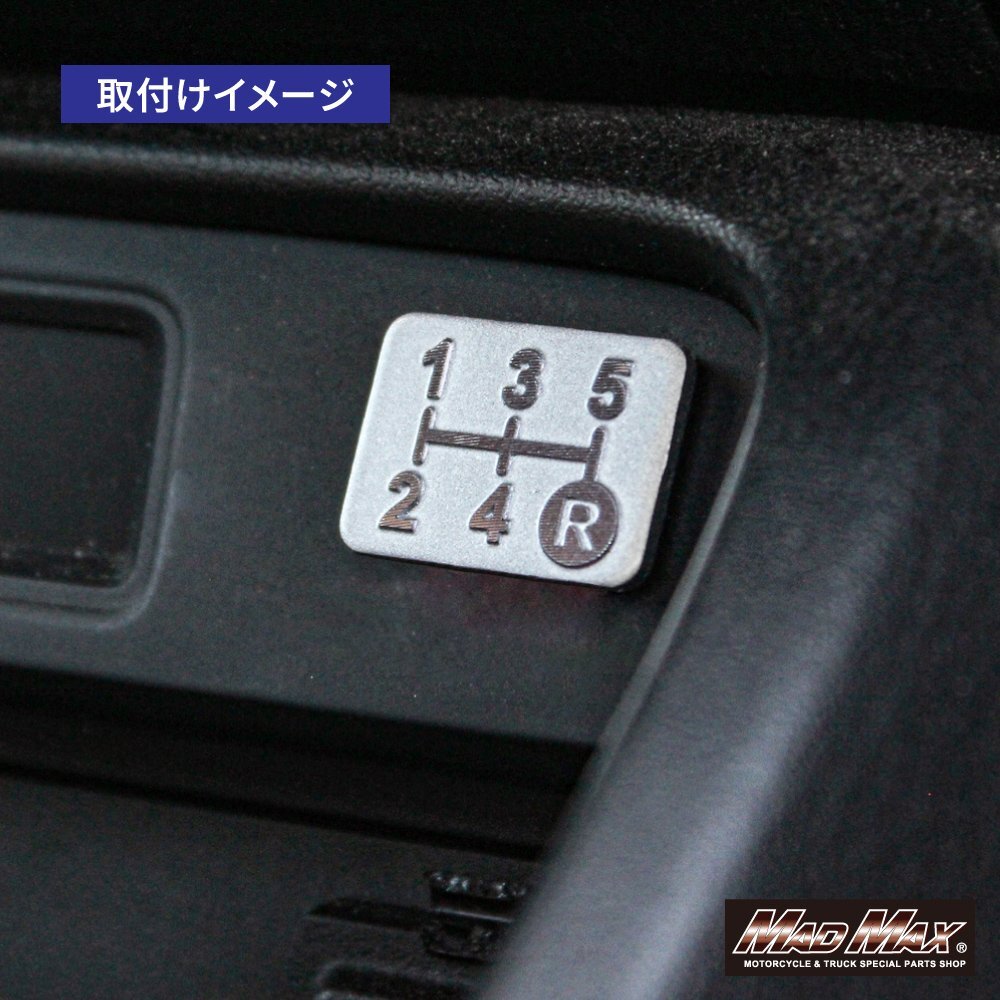 取付けイメージ
1 3 5
2 4 R
MAD MAX®
MOTORCYCLE & TRUCK SPECIAL PARTS SHOP